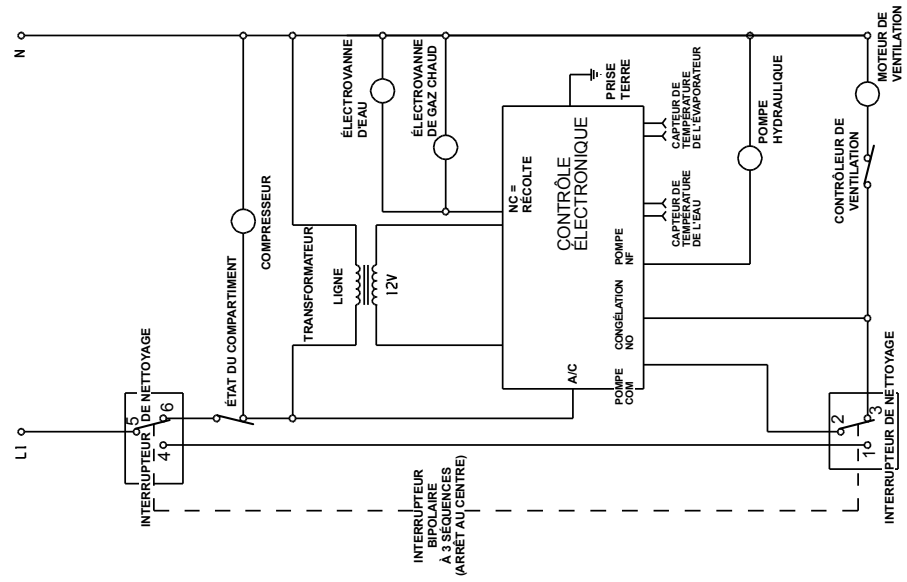 L1
N
INTERRUPTEUR DE NETTOYAGE
5
6
4
ÉTAT DU COMPARTIMENT
COMPRESSEUR
TRANSFORMATEUR
LIGNE
12V
ÉLECTROVANNE
D'EAU
ÉLECTROVANNE
DE GAZ CHAUD
NC =
RÉCOLTE
CONTRÔLE
ÉLECTRONIQUE
A/C
PRISE
TERRE
POMPE
COM
CONGÉLATION
NO
POMPE
NF
CAPTEUR DE
TEMPÉRATURE
DE L'EAU
CAPTEUR DE
TEMPÉRATURE
DE L'ÉVAPORATEUR
POMPE
HYDRAULIQUE
CONTRÔLEUR DE
VENTILATION
MOTEUR DE
VENTILATION
2
3
1
INTERRUPTEUR DE NETTOYAGE
INTERRUPTEUR
BIPOLAIRE
À 3 SÉQUENCES
(ARRÊT AU CENTRE)